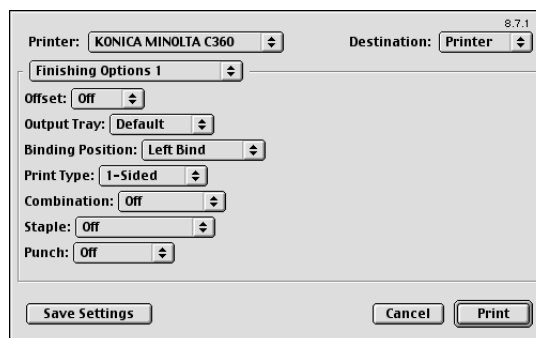 8.7.1
Printer: KONICA MINOLTA C360 Destination: Printer
Finishing Options 1
Offset: Off
Output Tray: Default
Binding Position: Left Bind
Print Type: 1-Sided
Combination: Off
Staple: Off
Punch: Off
Save Settings Cancel Print